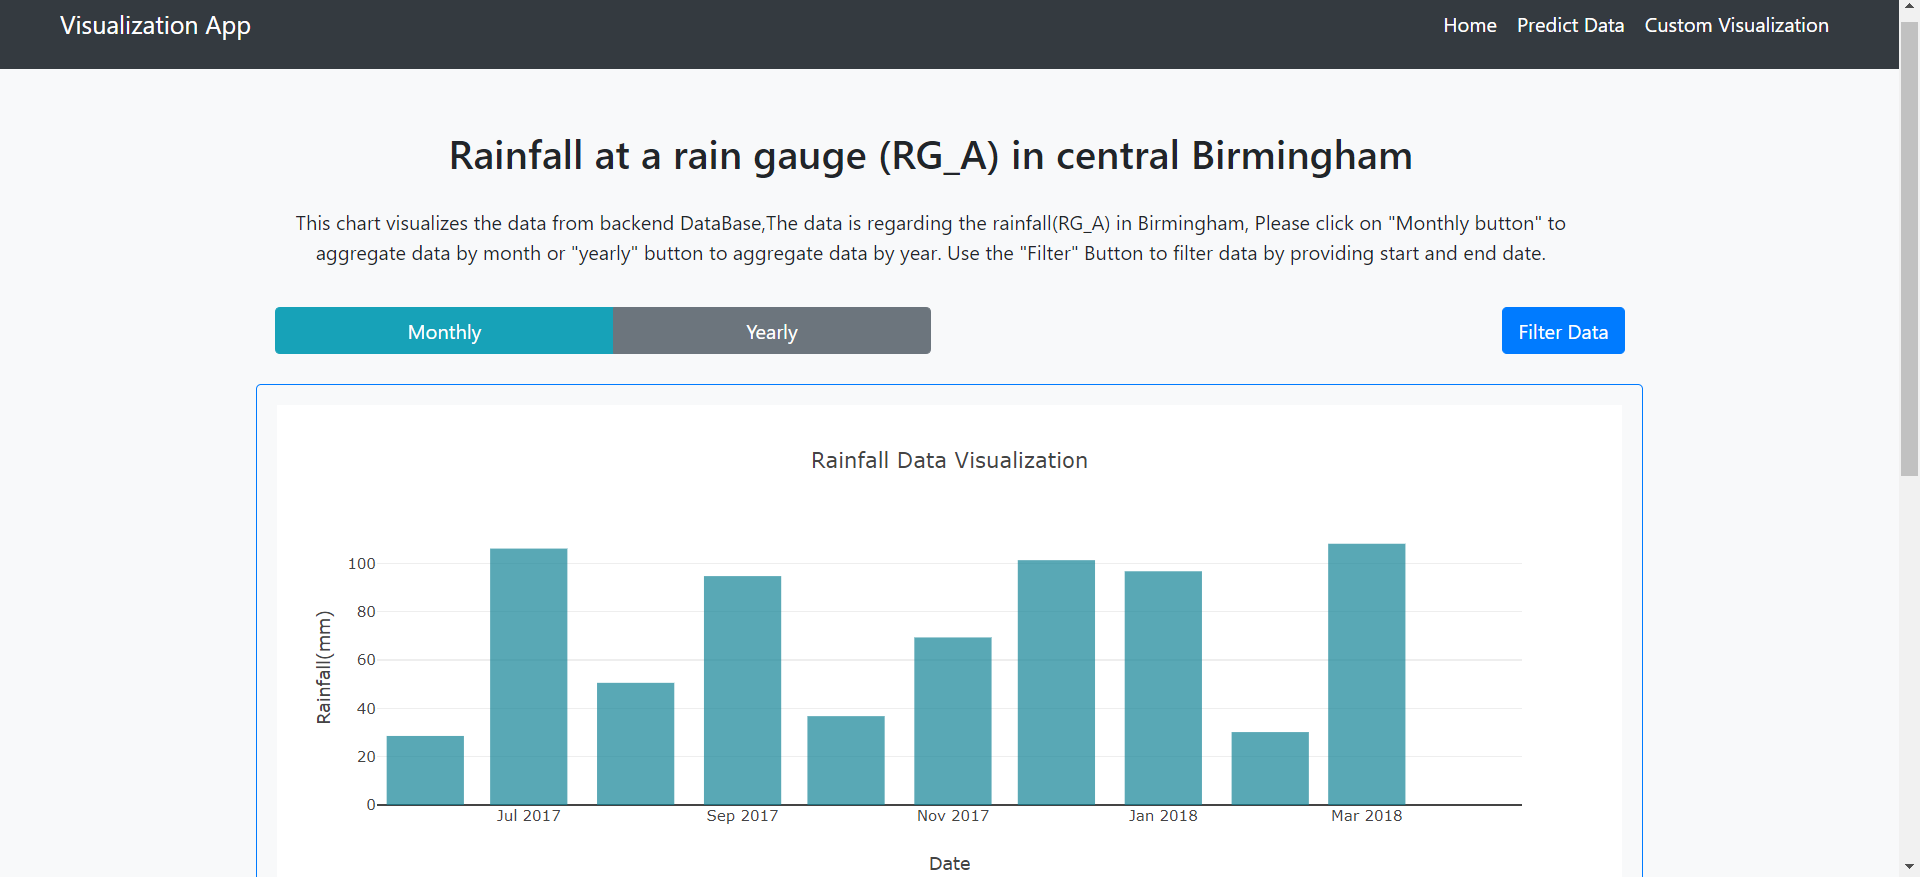 Visualization App
Home Predict Data Custom Visualization
Rainfall at a rain gauge (RG_A) in central Birmingham
This chart visualizes the data from backend DataBase,The data is regarding the rainfall(RG_A) in Birmingham, Please click on "Monthly button" to
aggregate data by month or "yearly" button to aggregate data by year. Use the "Filter" Button to filter data by providing start and end date.
Monthly
Yearly
Filter Data
Rainfall Data Visualization
100
80
60
40
20
0
Rainfall(mm)
Jul 2017
Sep 2017
Nov 2017
Jan 2018
Mar 2018
Date